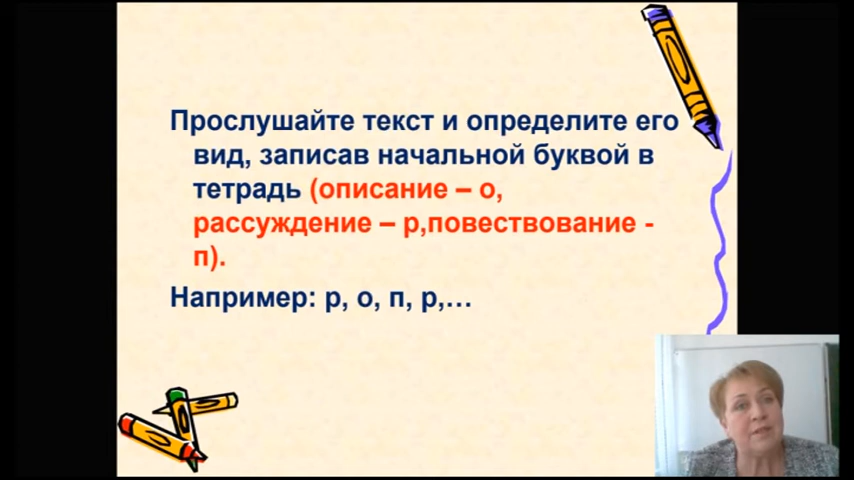 Прослушайте текст и определите его
вид, записав начальной буквой в
тетрадь (описание – о,
рассуждение – р,повествование -
п).
Например: р, о, п, р,…